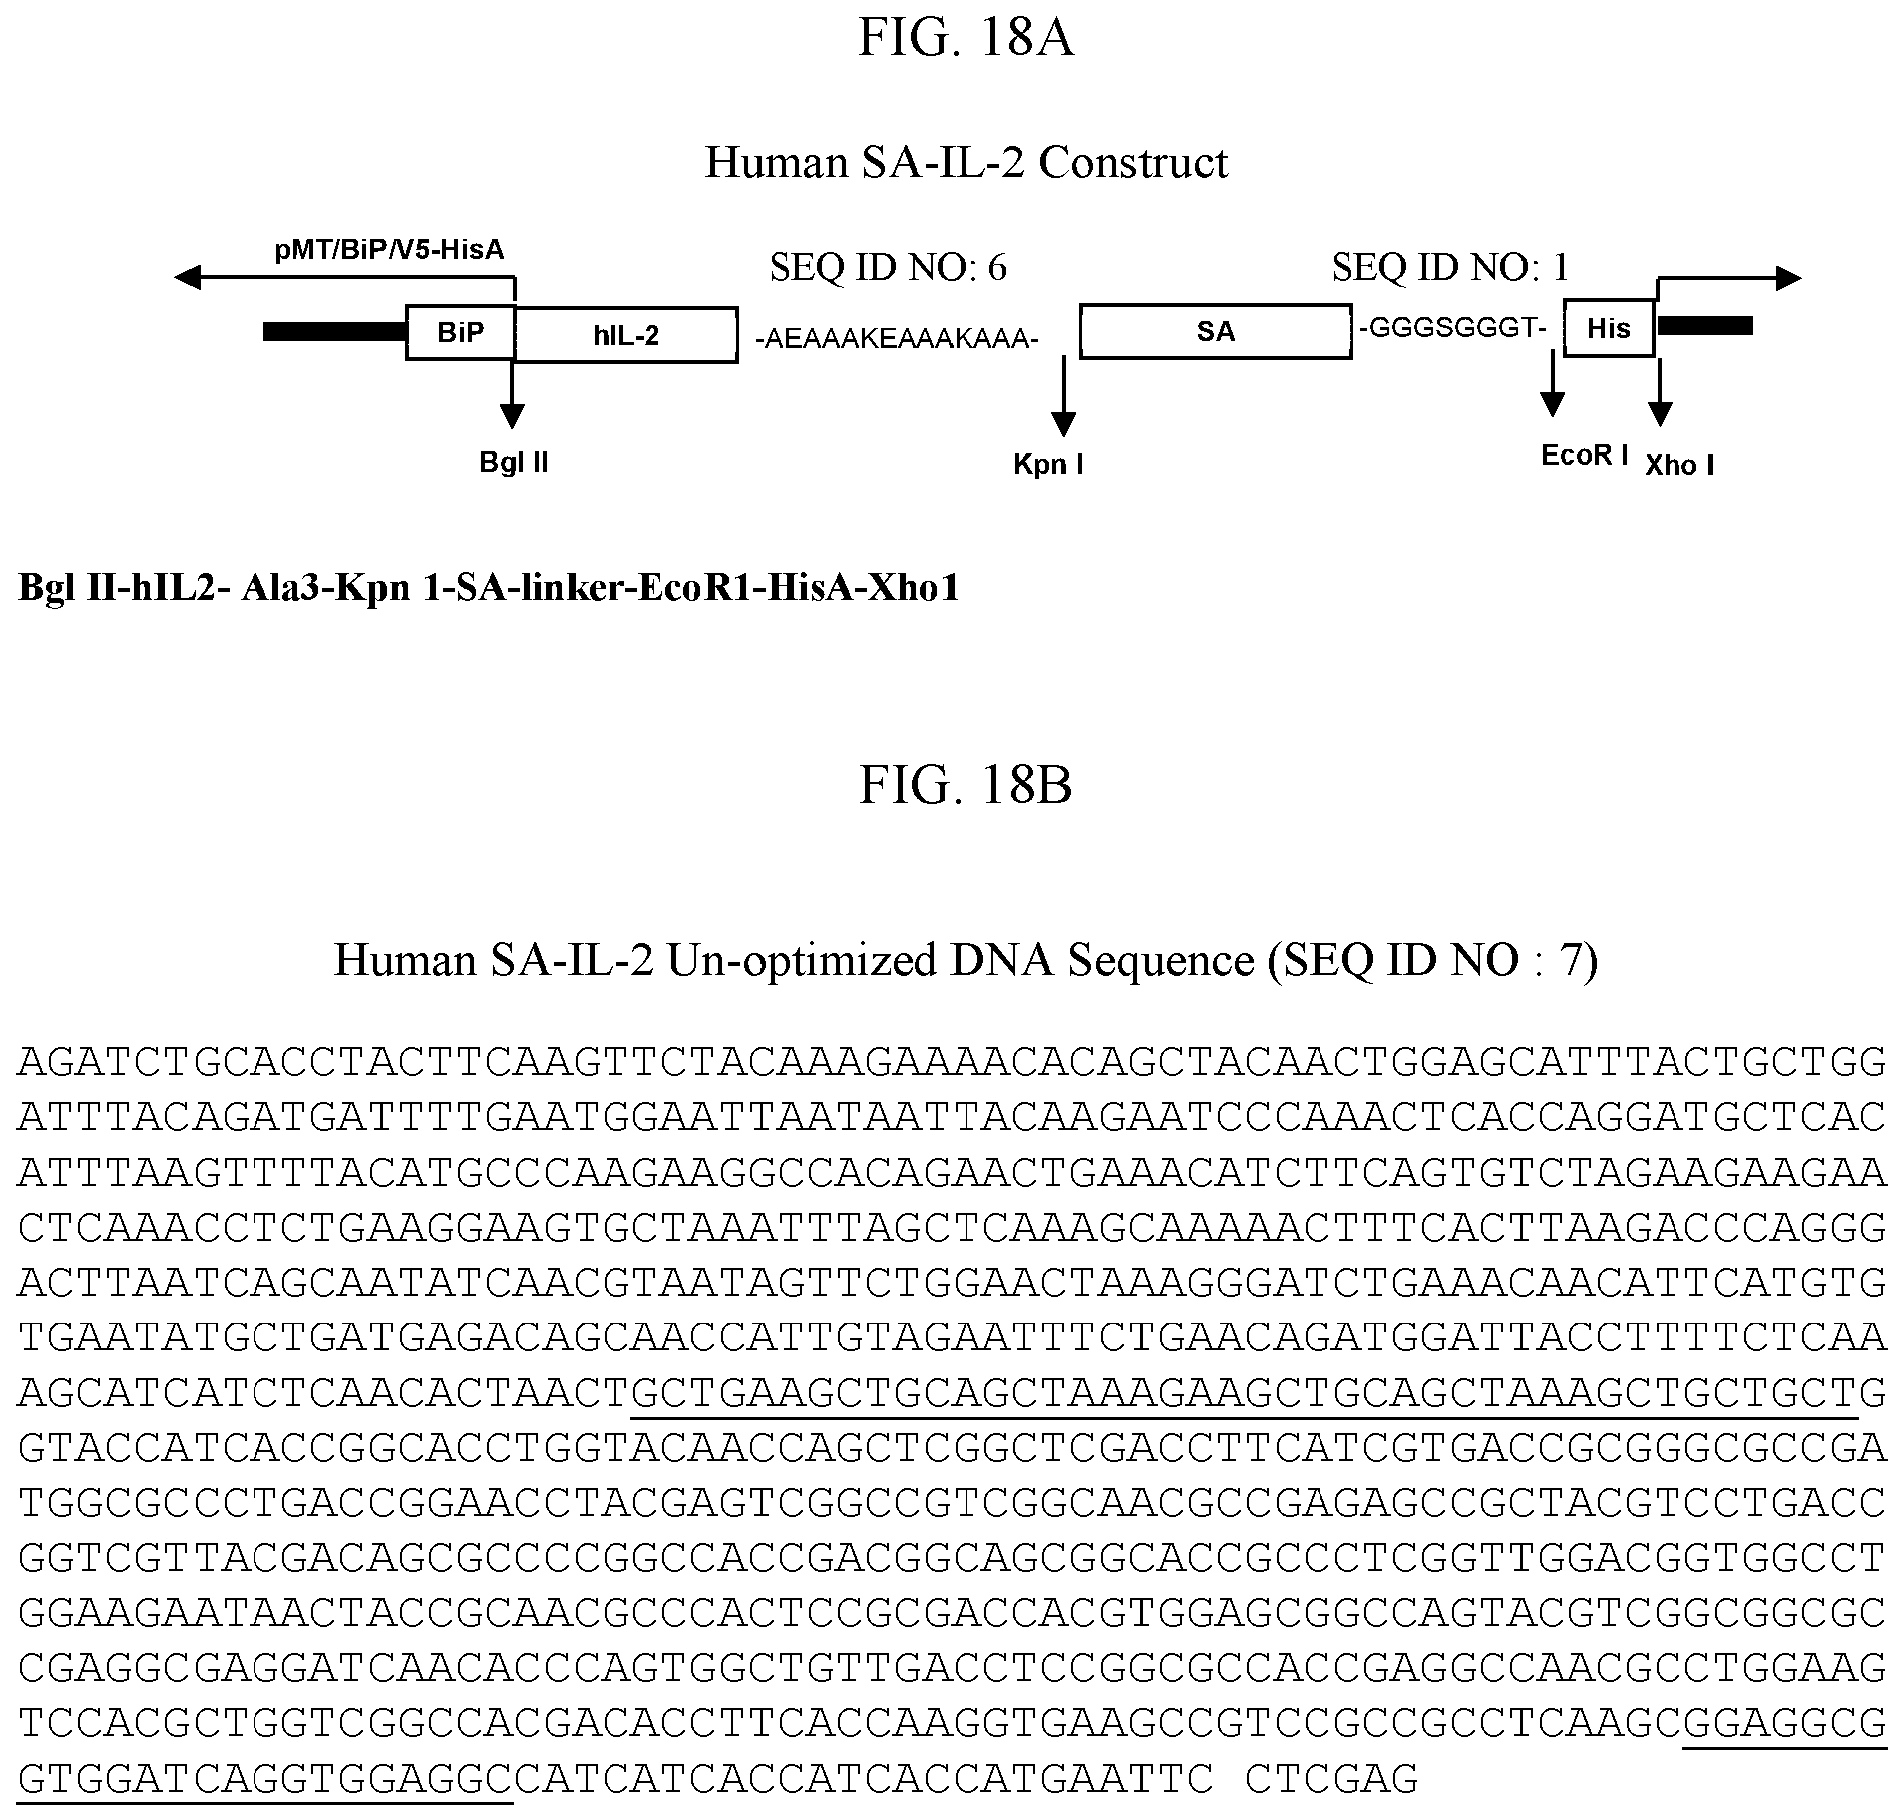 FIG. 18A
Human SA-IL-2 Construct
pMT/BiP/V5-HisA
SEQ ID NO: 6
SEQ ID NO: 1
BiP
hIL-2
-AEAAAKEAAAKAAA-
SA
-GGGSGGGT-
His
Bgl II
Kpn I
EcoR I
Xho I
Bgl II-hIL2- Ala3-Kpn 1-SA-linker-EcoR1-HisA-Xho1
FIG. 18B
Human SA-IL-2 Un-optimized DNA Sequence (SEQ ID NO : 7)
AGATCTGCACCTACTTCAAGTTCTACAAAGAAAACACAGCTACAACTGGAGCATTTACTGCTGG
ATTTACAGATGATTTTGAATGGAATTAATAATTACAAGAATCCCAAACTCACCAGGATGCTCAC
ATTTAAGTTTTACATGCCCAAGAAGGCCACAGAACTGAAACATCTTCAGTGTCTAGAAGAAGAA
CTCAAACCTCTGAAGGAAGTGCTAAATTTAGCTCAAAGCAAAAACTTTCACTTAAGACCCAGGG
ACTTAATCAGCAATATCAACGTAATAGTTCTGGAACTAAAGGGATCTGAAACAACATTCATGTG
TGAATATGCTGATGAGACAGCAACCATTGTAGAATTTCTGAACAGATGGATTACCTTTTCTCAA
AGCATCATCTCAACACTAACTGCTGAAGCTGCAGCTAAAGAAGCTGCAGCTAAAGCTGCTGCTG
GTACCATCACCGGCACCTGGTACAACCAGCTCGGCTCGACCTTCATCGTGACCGCGGGCGCCGA
TGGCGCCCTGACCGGAACCTACGAGTCGGCCGTCGGCAACGCCGAGAGCCGCTACGTCCTGACC
GGTCGTTACGACAGCGCCCCGGCCACCGACGGCAGCGGCACCGCCCTCGGTTGGACGGTGGCCT
GGAAGAATAACTACCGCAACGCCCACTCCGCGACCACGTGGAGCGGCCAGTACGTCGGCGGCGC
CGAGGCGAGGATCAACACCCAGTGGCTGTTGACCTCCGGCGCCACCGAGGCCAACGCCTGGAAG
TCCACGCTGGTCGGCCACGACACCTTCACCAAGGTGAAGCCGTCCGCCGCCTCAAGCGGAGGCG
GTGGATCAGGTGGAGGCCATCATCACCATCACCATGAATTC CTCGAG